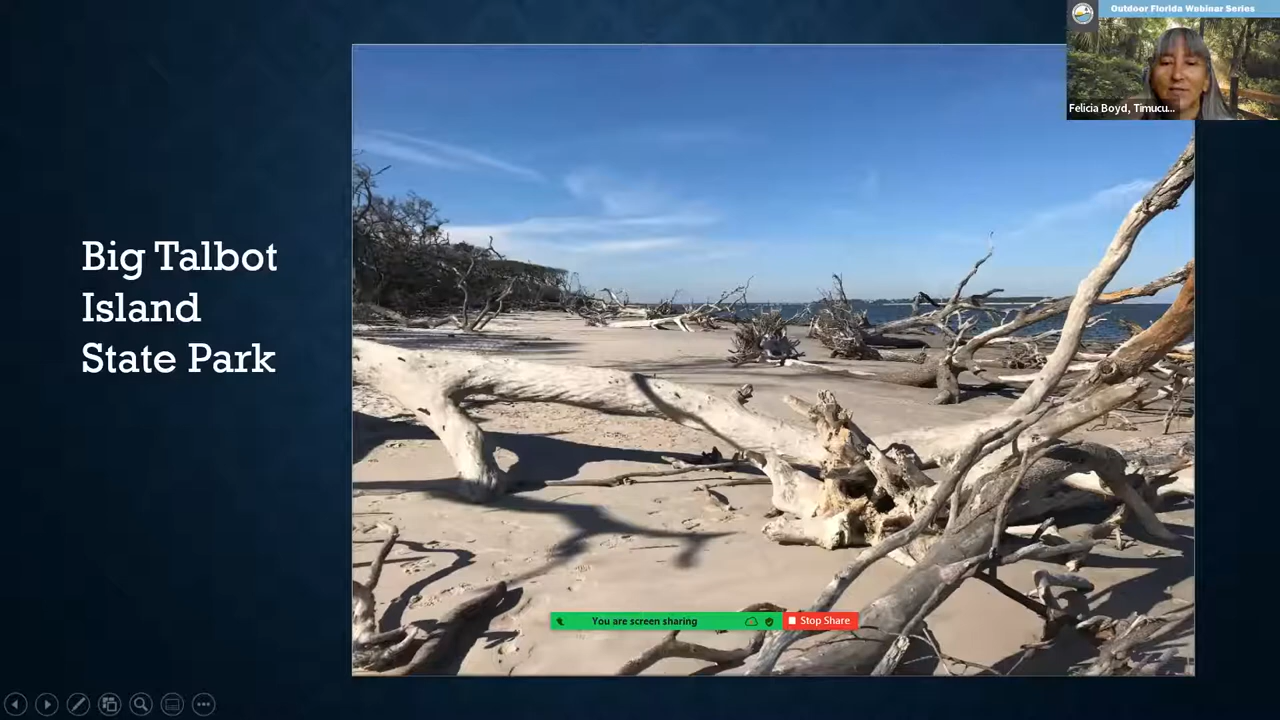 Outdoor Florida Webinar Series
Felicia Boyd, Timucu...
Big Talbot
Island
State Park
You are screen sharing
Stop Share